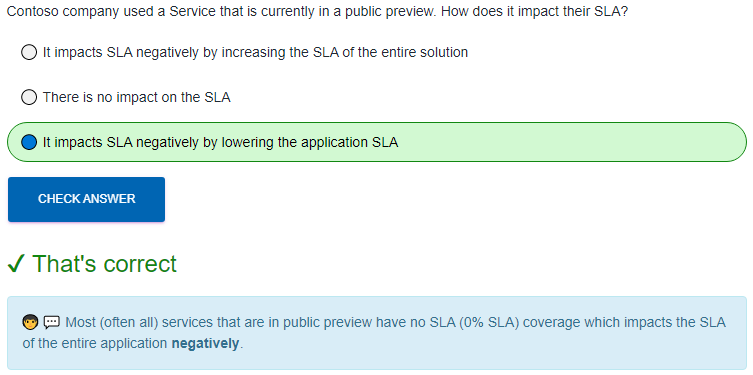 Contoso company used a Service that is currently in a public preview. How does it impact their SLA?
It impacts SLA negatively by increasing the SLA of the entire solution
There is no impact on the SLA
It impacts SLA negatively by lowering the application SLA
CHECK ANSWER
✓ That's correct
Most (often all) services that are in public preview have no SLA (0% SLA) coverage which impacts the SLA
of the entire application negatively.